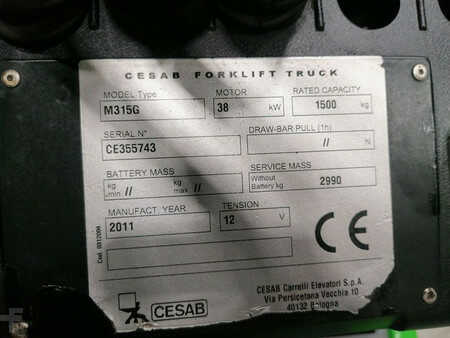 CESAB FORKLIFT TRUCK
MODEL Type MOTOR RATED CAPACITY
M315G 38 kW 1500 kg
SERIAL N° DRAW-BAR PULL (1h)
CE355743 // N
BATTERY MASS SERVICE MASS
kg min // kg max // Without Battery kg 2990
MANUFACT. YEAR TENSION
2011 12 V
CE
Cod. 0312094
CESAB
CESAB Carrelli Elevatori S.p.A.
Via Persicetana Vecchia 10
40132 Bologna